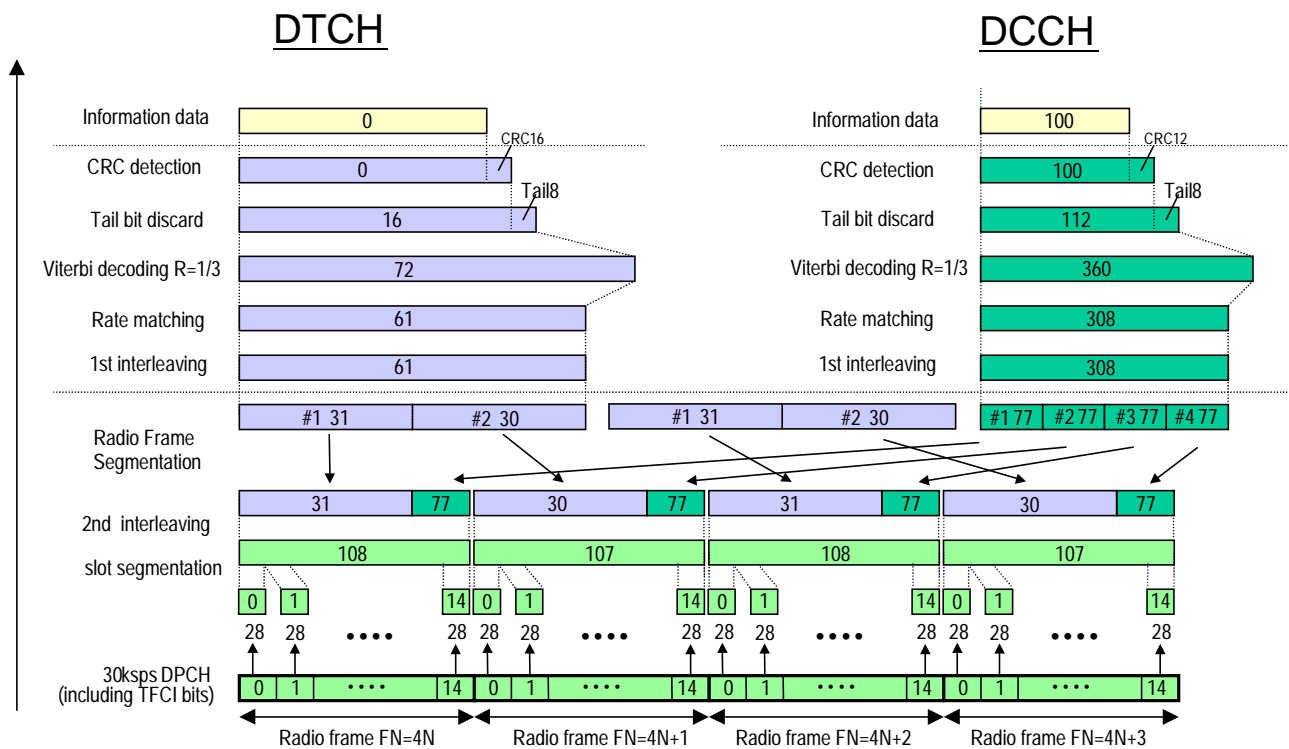 DTCH DCCH
Information data 0 Information data 100
CRC16 CRC12
CRC detection 0 CRC detection 100
Tail8 Tail8
Tail bit discard 16 Tail bit discard 112
Viterbi decoding R=1/3 72 Viterbi decoding R=1/3 360
Rate matching 61 Rate matching 308
1st interleaving 61 1st interleaving 308
#1 31 #2 30 #1 31 #2 30 #1 77 #2 77 #3 77 #4 77
Radio Frame
Segmentation
31 77 30 77 31 77 30 77
2nd interleaving
108 107 108 107
slot segmentation
0 1 14 0 1 14 0 1 14 0 1 14
28 28 •••• 28 28 28 •••• 28 28 28 •••• 28 28 28 •••• 28
30ksps DPCH
(including TFCI bits)
0 1 •••• 14 0 1 •••• 14 0 1 •••• 14 0 1 •••• 14
Radio frame FN=4N Radio frame FN=4N+1 Radio frame FN=4N+2 Radio frame FN=4N+3